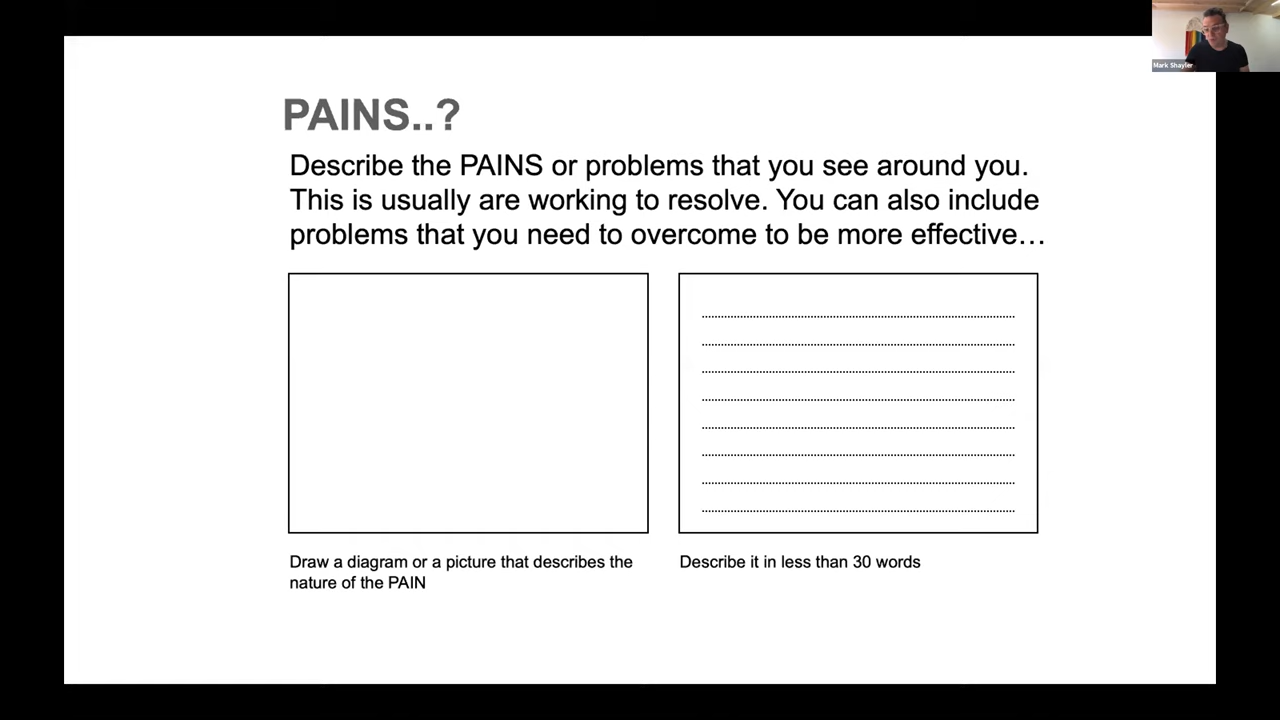 Mark Shayler
PAINS..?
Describe the PAINS or problems that you see around you.
This is usually are working to resolve. You can also include
problems that you need to overcome to be more effective…
Draw a diagram or a picture that describes the
nature of the PAIN
Describe it in less than 30 words